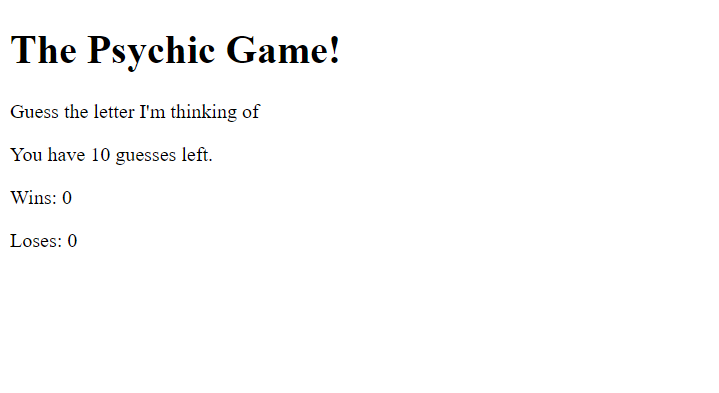 The Psychic Game!
Guess the letter I'm thinking of
You have 10 guesses left.
Wins: 0
Loses: 0